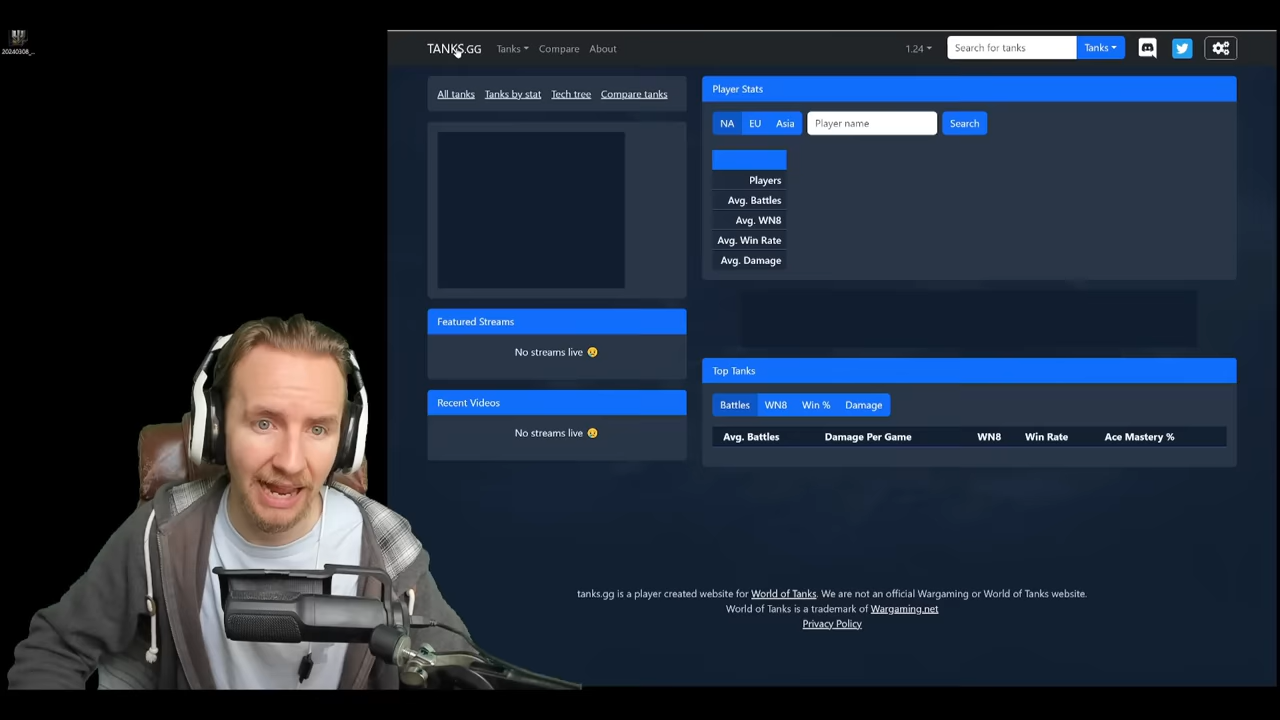 20240108_...
TANKS.GG Tanks Compare About 1.24 Search for tanks Tanks
All tanks Tanks by stat Tech tree Compare tanks
Player Stats
NA EU Asia Player name Search
Players
Avg. Battles
Avg. WN8
Avg. Win Rate
Avg. Damage
Featured Streams
No streams live
Recent Videos
No streams live
Top Tanks
Battles WN8 Win % Damage
Avg. Battles Damage Per Game WN8 Win Rate Ace Mastery %
tanks.gg is a player created website for World of Tanks. We are not an official Wargaming or World of Tanks website.
World of Tanks is a trademark of Wargaming.net
Privacy Policy